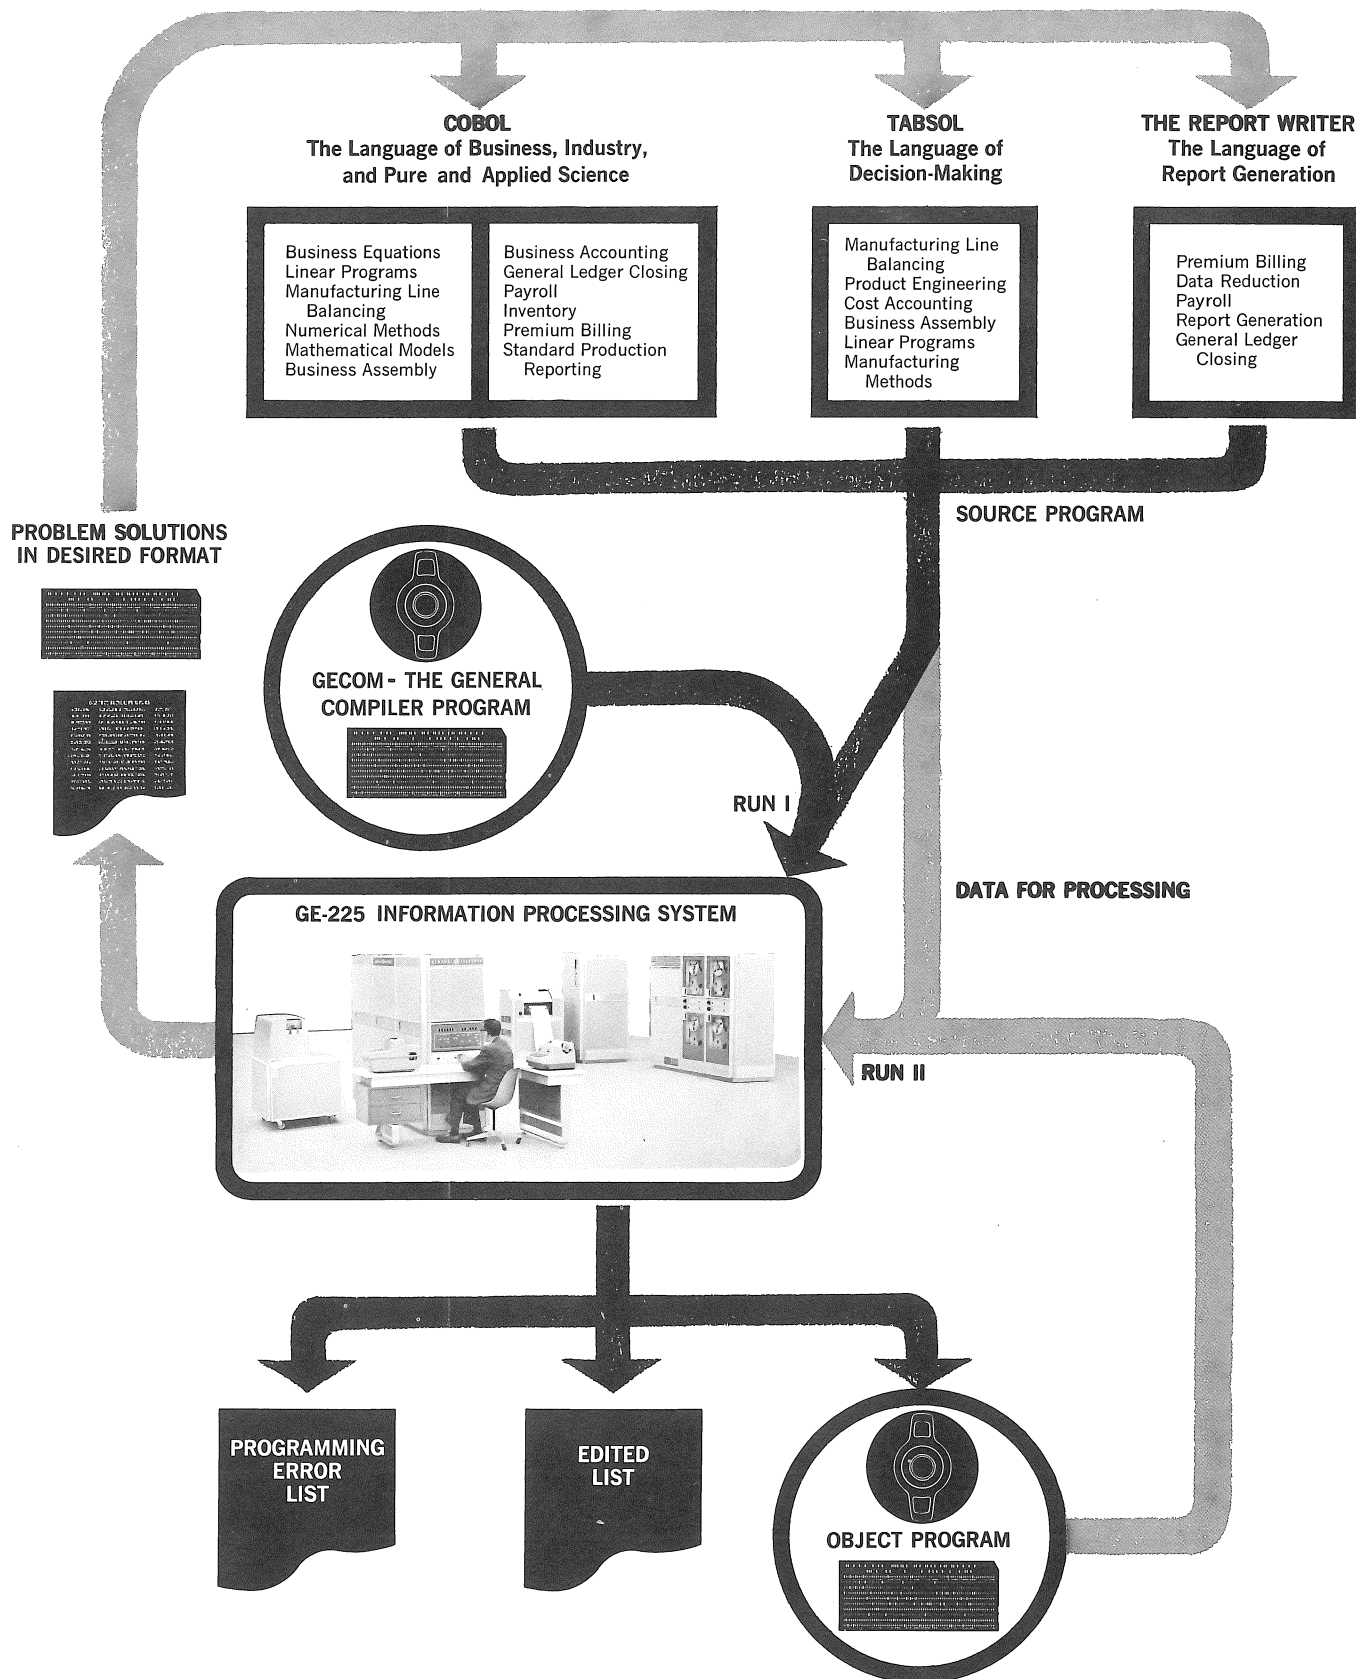 COBOL
The Language of Business, Industry,
and Pure and Applied Science
TABSOL
The Language of
Decision-Making
THE REPORT WRITER
The Language of
Report Generation
Business Equations
Linear Programs
Manufacturing Line
Balancing
Numerical Methods
Mathematical Models
Business Assembly
Business Accounting
General Ledger Closing
Payroll
Inventory
Premium Billing
Standard Production
Reporting
Manufacturing Line
Balancing
Product Engineering
Cost Accounting
Business Assembly
Linear Programs
Manufacturing
Methods
Premium Billing
Data Reduction
Payroll
Report Generation
General Ledger
Closing
SOURCE PROGRAM
PROBLEM SOLUTIONS
IN DESIRED FORMAT
GECOM - THE GENERAL
COMPILER PROGRAM
RUN I
DATA FOR PROCESSING
GE-225 INFORMATION PROCESSING SYSTEM
RUN II
PROGRAMMING
ERROR
LIST
EDITED
LIST
OBJECT PROGRAM